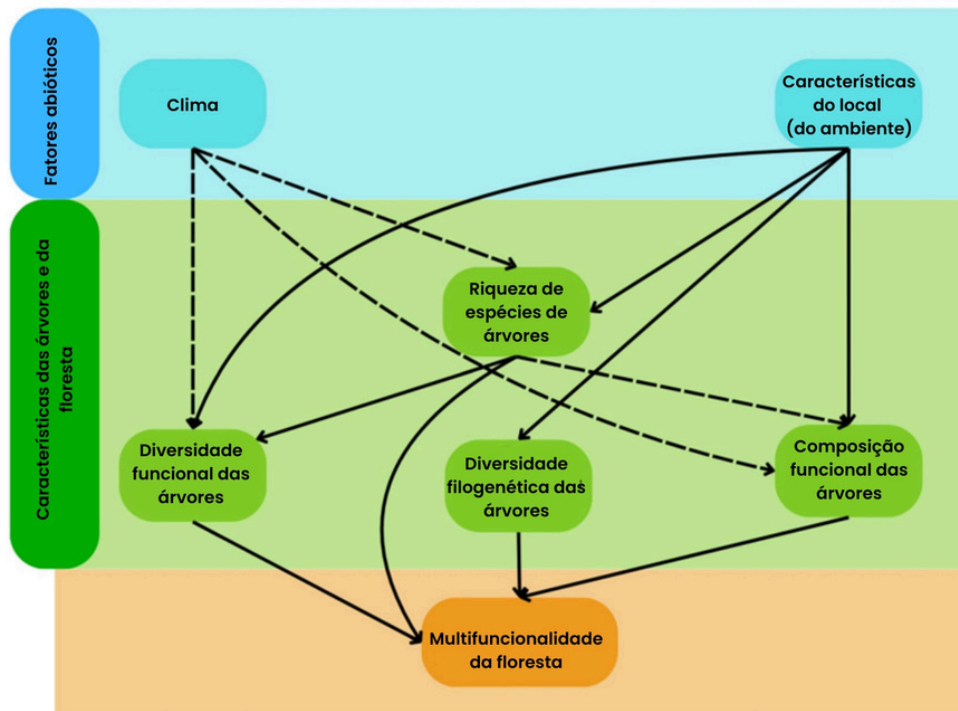 Fatores abióticos
Clima
Características
do local
(do ambiente)
Características das árvores e da
floresta
Riqueza de
espécies de
árvores
Diversidade
funcional das
árvores
Diversidade
filogenética das
árvores
Composição
funcional das
árvores
Multifuncionalidade
da floresta